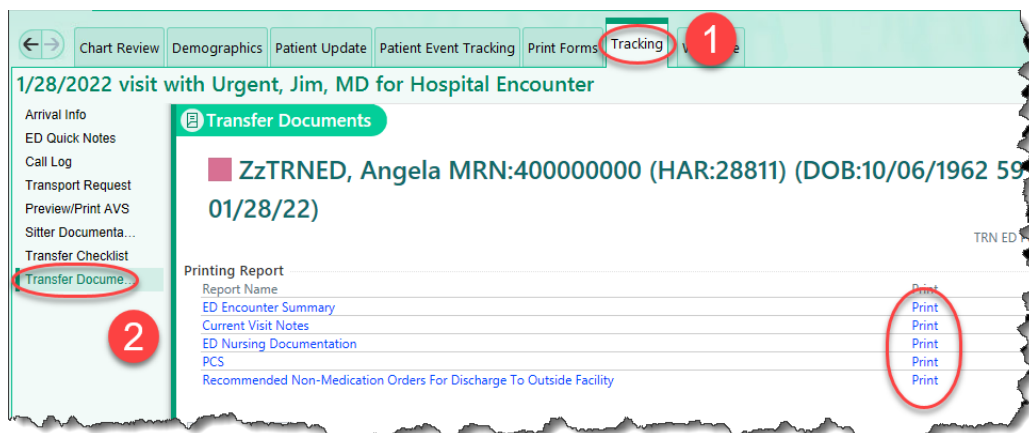 Chart Review Demographics Patient Update Patient Event Tracking Print Forms Tracking
1
1/28/2022 visit with Urgent, Jim, MD for Hospital Encounter
Arrival Info
ED Quick Notes
Call Log
Transport Request
Preview/Print AVS
Sitter Documenta...
Transfer Checklist
Transfer Docume...
2
Transfer Documents
ZzTRNED, Angela MRN:400000000 (HAR:28811) (DOB:10/06/1962 59
01/28/22)
TRN ED
Printing Report
Report Name Print
ED Encounter Summary Print
Current Visit Notes Print
ED Nursing Documentation Print
PCS Print
Recommended Non-Medication Orders For Discharge To Outside Facility Print